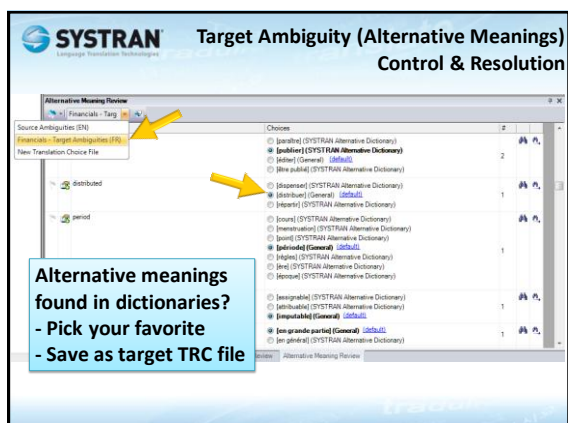 SYSTRAN
Language Translation Technologies
Target Ambiguity (Alternative Meanings)
Control & Resolution
Alternative Meaning Review
Financials - Targ
Source Ambiguities (EN)
Financials - Target Ambiguities (FR)
New Translation Choice File
Choices
#
[paraître] (SYSTRAN Alternative Dictionary)
[publier] (SYSTRAN Alternative Dictionary)
[éditer] (General) (default)
[être publié] (SYSTRAN Alternative Dictionary)
2
distributed
[dispenser] (SYSTRAN Alternative Dictionary)
[distribuer] (General) (default)
[répartir] (SYSTRAN Alternative Dictionary)
1
period
[cours] (SYSTRAN Alternative Dictionary)
[menstruation] (SYSTRAN Alternative Dictionary)
[point] (SYSTRAN Alternative Dictionary)
[période] (General) (default)
[règles] (SYSTRAN Alternative Dictionary)
[ère] (SYSTRAN Alternative Dictionary)
[époque] (SYSTRAN Alternative Dictionary)
1
[assignable] (SYSTRAN Alternative Dictionary)
[attribuable] (SYSTRAN Alternative Dictionary)
[imputable] (General) (default)
1
[en grande partie] (General) (default)
[en général] (SYSTRAN Alternative Dictionary)
1
Alternative meanings
found in dictionaries?
- Pick your favorite
- Save as target TRC file
Alternative Meaning Review